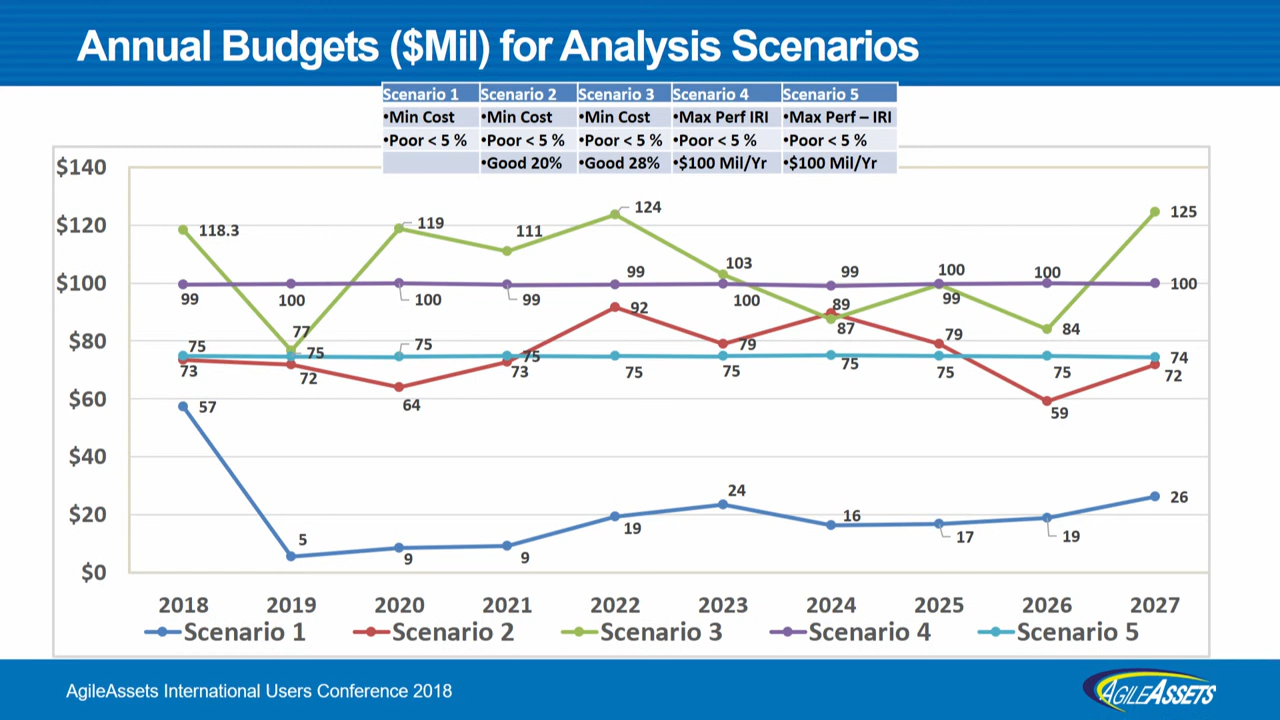 Annual Budgets ($Mil) for Analysis Scenarios
Scenario 1 Scenario 2 Scenario 3 Scenario 4 Scenario 5
•Min Cost •Min Cost •Min Cost •Max Perf IRI •Max Perf – IRI
•Poor < 5 % •Poor < 5 % •Poor < 5 % •Poor < 5 % •Poor < 5 %
•Good 20% •Good 28% •$100 Mil/Yr •$100 Mil/Yr
$140
$120
$100
$80
$60
$40
$20
$0
118.3 77 119 111 124 103 87 99 84 125
99 100 100 99 99 100 99 100 100 100
75 75 75 75 75 75 75 75 75 74
73 72 64 73 92 79 89 79 59 72
57 5 9 9 19 24 16 17 19 26
2018 2019 2020 2021 2022 2023 2024 2025 2026 2027
Scenario 1 Scenario 2 Scenario 3 Scenario 4 Scenario 5
AgileAssets International Users Conference 2018
AGILEASSETS